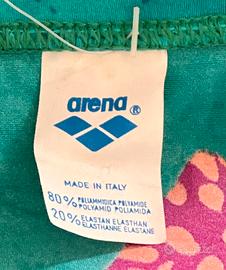 arena®
MADE IN ITALY
80% POLIAMMIDICA POLYAMIDE
POLYAMID POLIAMIDA
20% ELASTAN ELASTHAN
ELASTHANNE ELASTANE